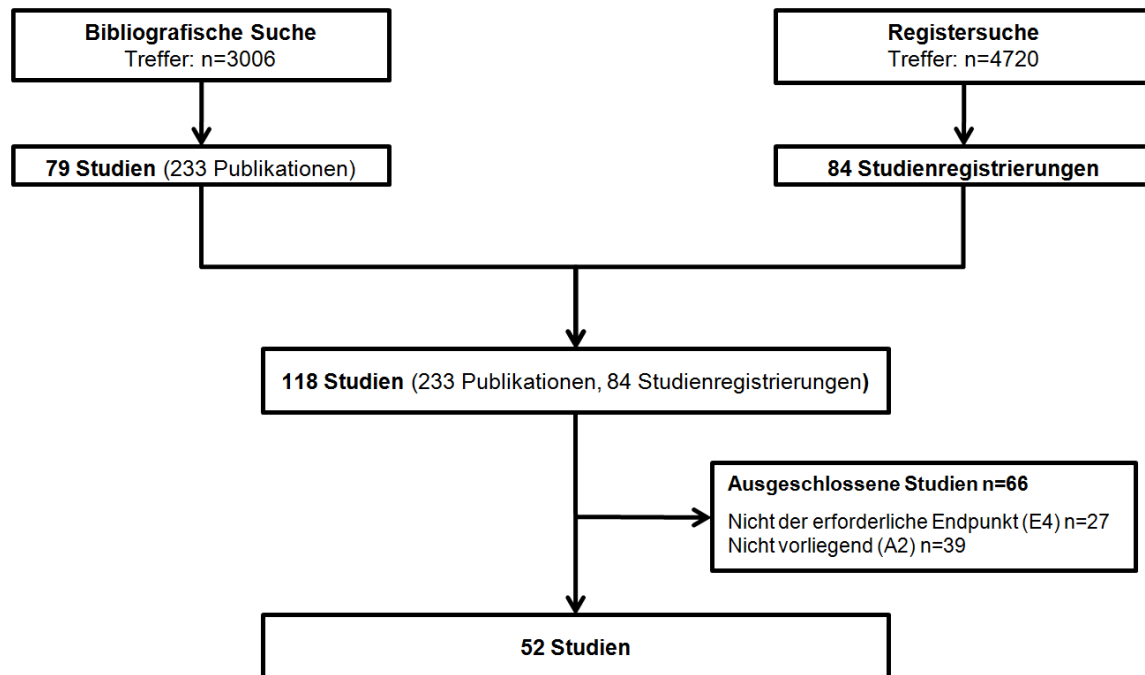 Bibliografische Suche
Treffer: n=3006
Registersuche
Treffer: n=4720
79 Studien (233 Publikationen)
84 Studienregistrierungen
118 Studien (233 Publikationen, 84 Studienregistrierungen)
Ausgeschlossene Studien n=66
Nicht der erforderliche Endpunkt (E4) n=27
Nicht vorliegend (A2) n=39
52 Studien